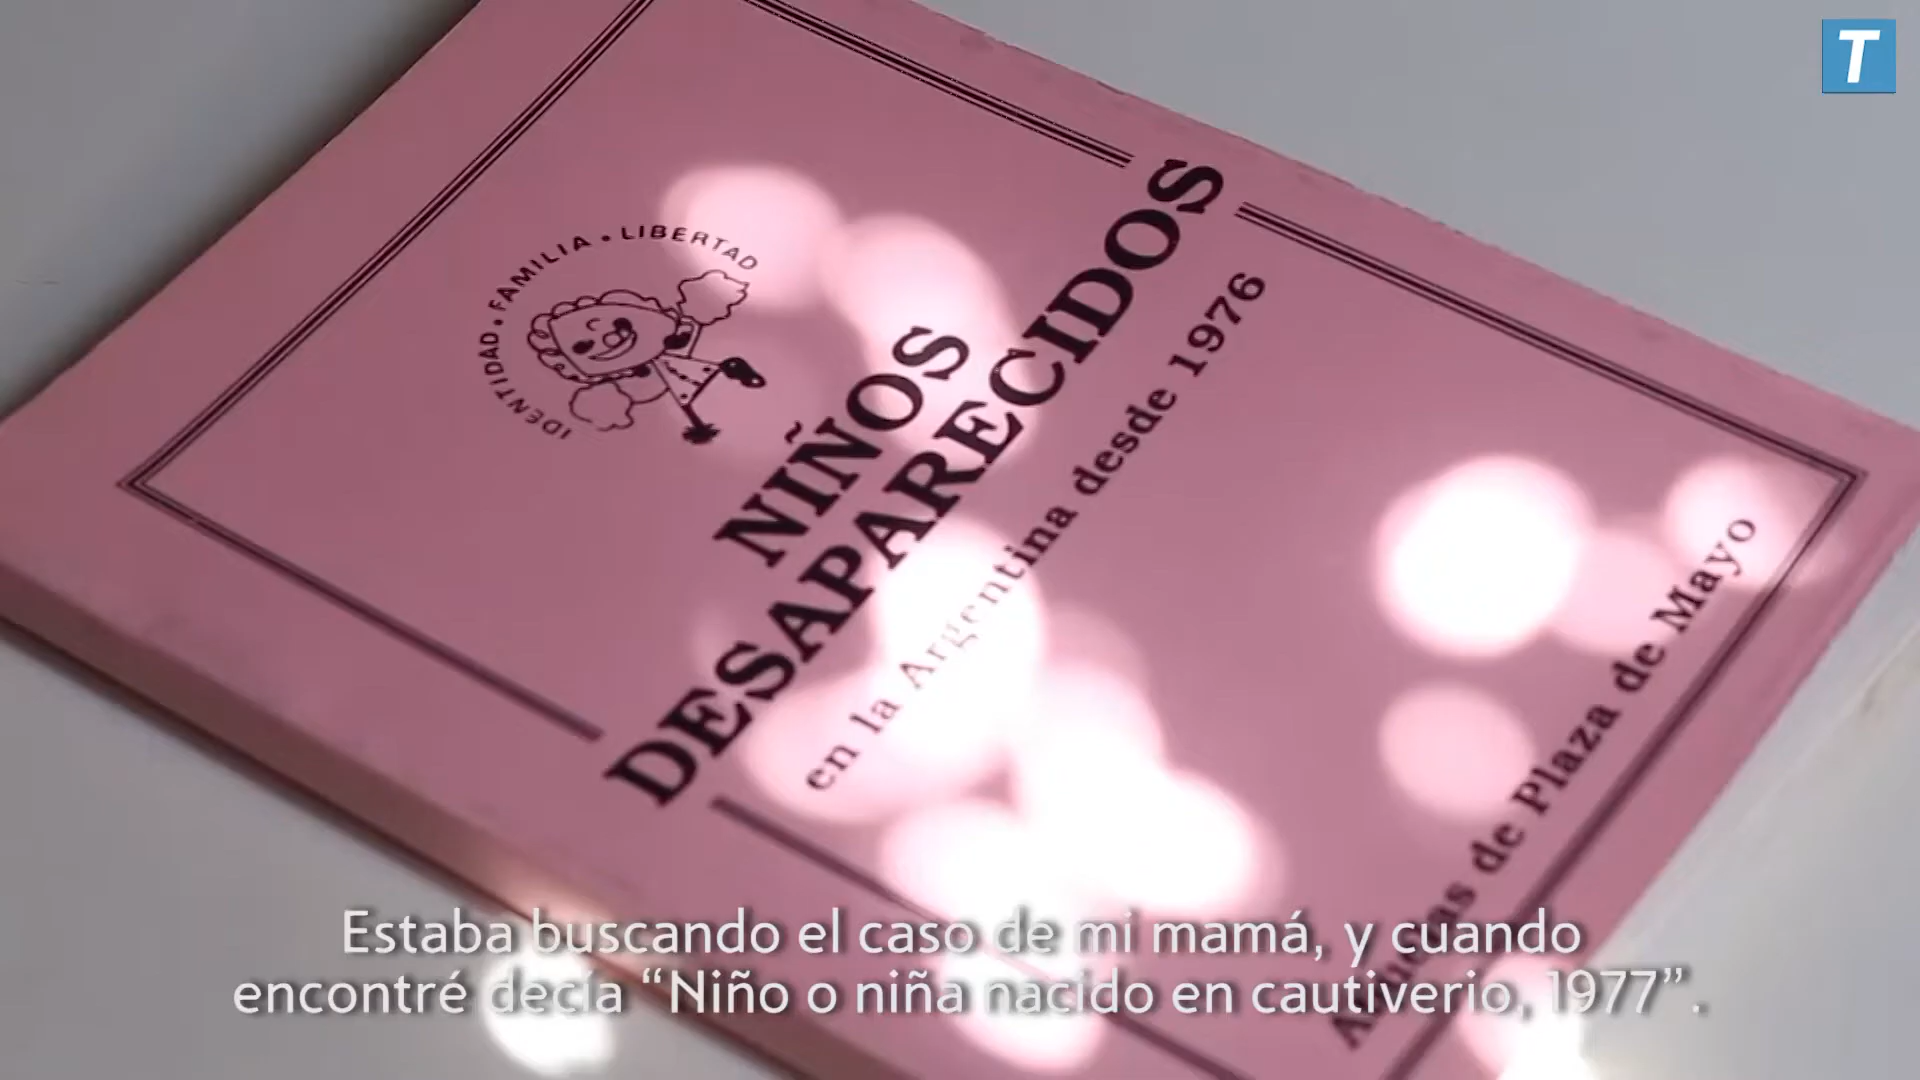 T
IDENTIDAD • FAMILIA • LIBERTAD
NIÑOS
DESAPARECIDOS
en la Argentina desde 1976
Abuelas de Plaza de Mayo
Estaba buscando el caso de mi mamá, y cuando
encontré decía “Niño o niña nacido en cautiverio, 1977”.